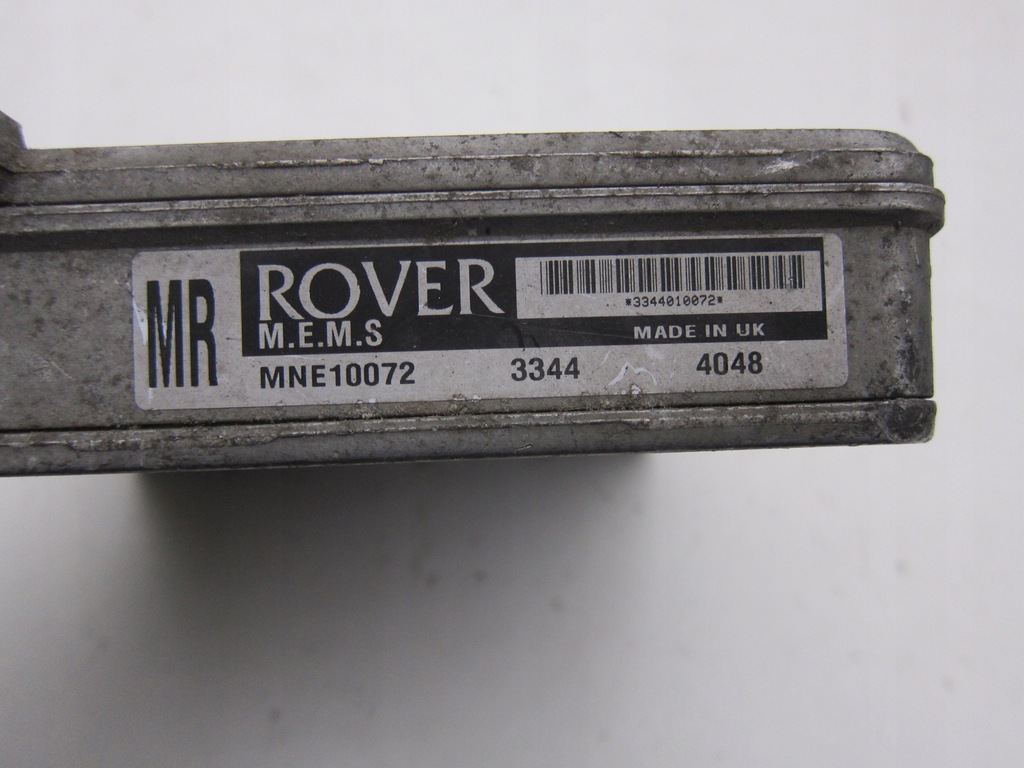 MR
ROVER
*3344010072*
M.E.M.S
MADE IN UK
MNE10072 3344 4048